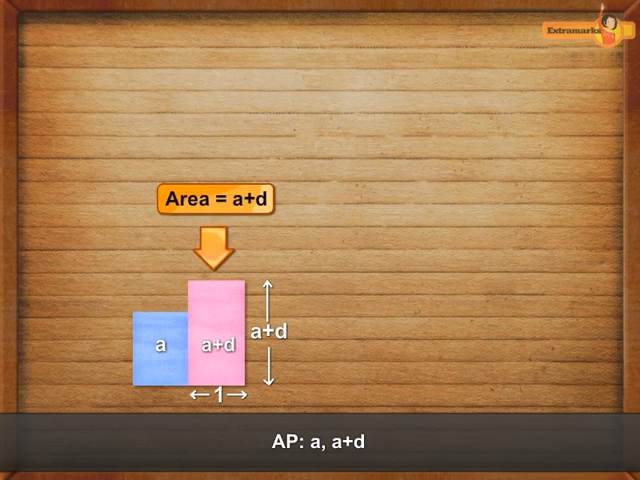 Extramarks
Area = a+d
a
a+d
a+d
←1→
AP: a, a+d